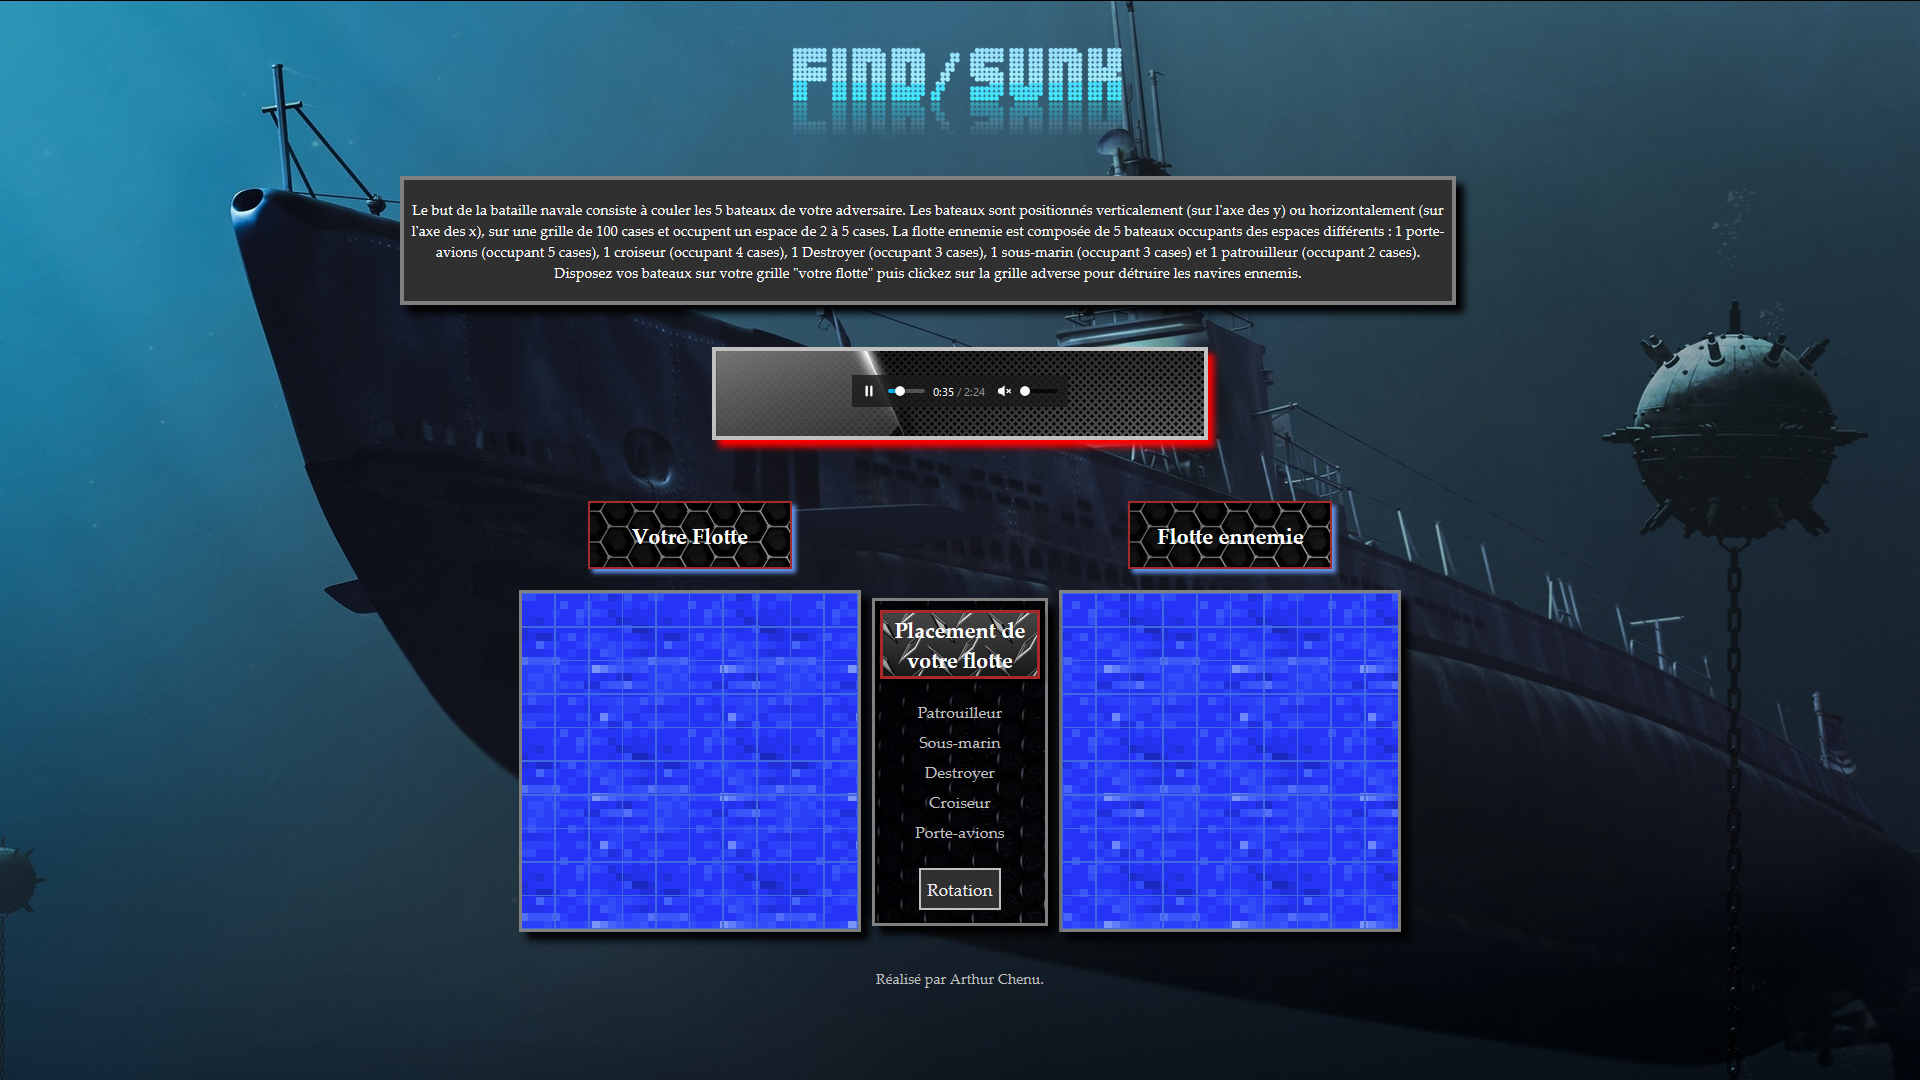 FIND/SUNK
Le but de la bataille navale consiste à couler les 5 bateaux de votre adversaire. Les bateaux sont positionnés verticalement (sur l'axe des y) ou horizontalement (sur
l'axe des x), sur une grille de 100 cases et occupent un espace de 2 à 5 cases. La flotte ennemie est composée de 5 bateaux occupants des espaces différents : 1 porte-
avions (occupant 5 cases), 1 croiseur (occupant 4 cases), 1 Destroyer (occupant 3 cases), 1 sous-marin (occupant 3 cases) et 1 patrouilleur (occupant 2 cases).
Disposez vos bateaux sur votre grille "votre flotte" puis clickez sur la grille adverse pour détruire les navires ennemis.
0:35 / 2:24
Votre Flotte
Flotte ennemie
Placement de
votre flotte
Patrouilleur
Sous-marin
Destroyer
Croiseur
Porte-avions
Rotation
Réalisé par Arthur Chenu.